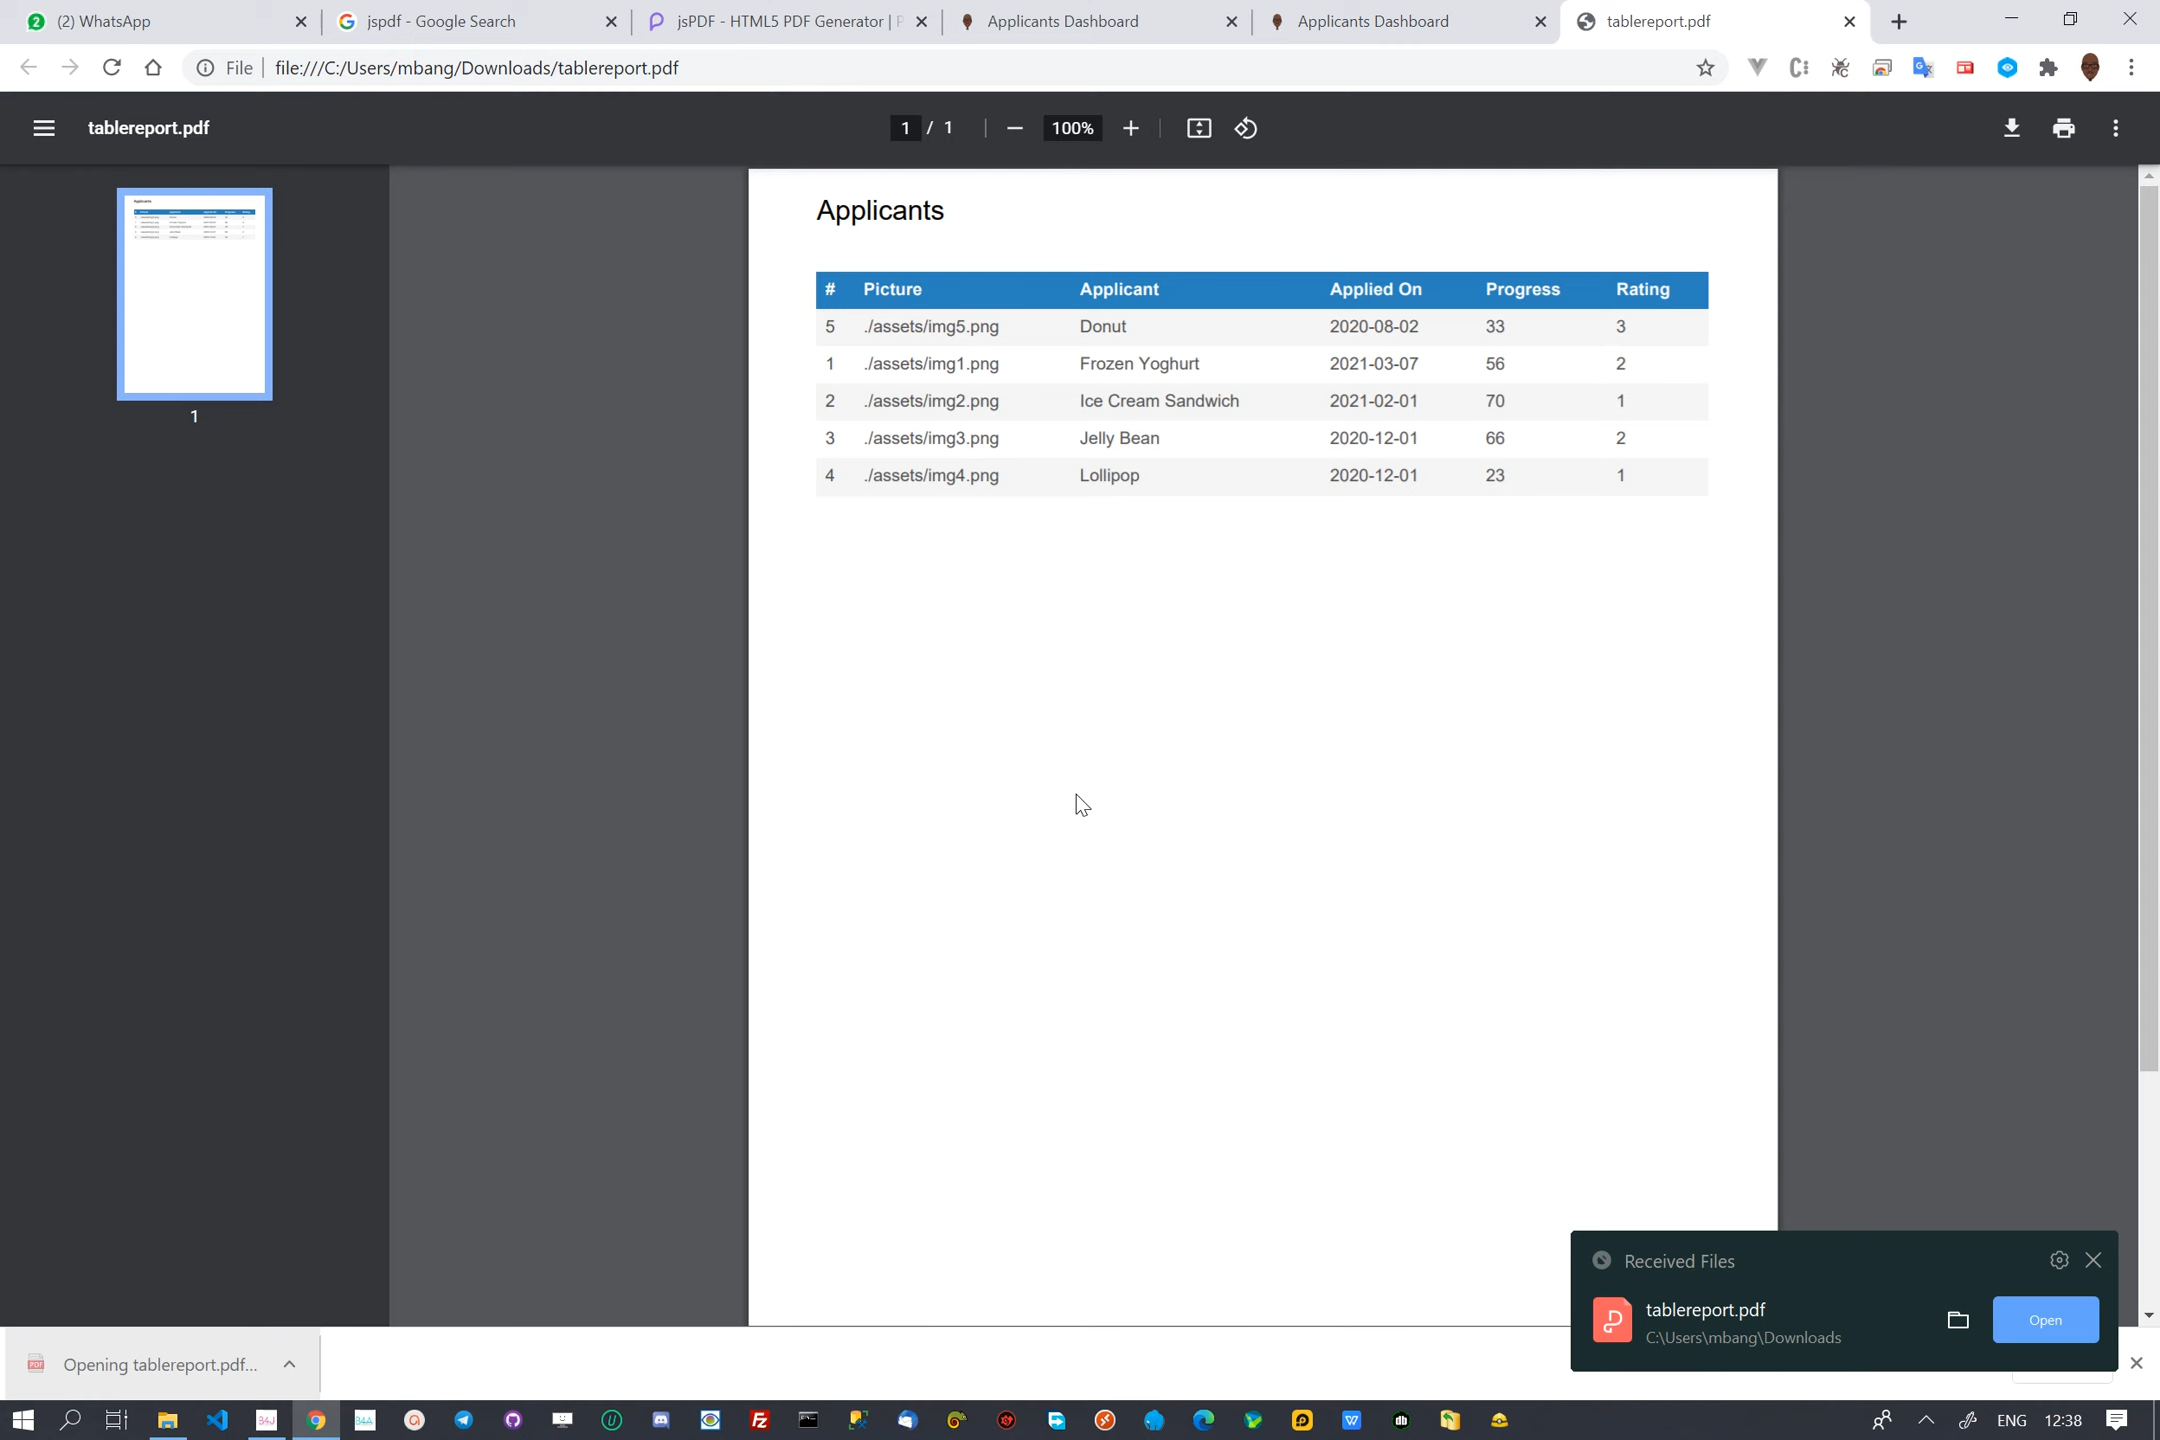 (2) WhatsApp
jspdf - Google Search
jsPDF - HTML5 PDF Generator |
Applicants Dashboard
Applicants Dashboard
tablereport.pdf
File
file:///C:/Users/mbang/Downloads/tablereport.pdf
tablereport.pdf
1 / 1
100%
Applicants
# Picture Applicant Applied On Progress Rating
5 ./assets/img5.png Donut 2020-08-02 33 3
1 ./assets/img1.png Frozen Yoghurt 2021-03-07 56 2
2 ./assets/img2.png Ice Cream Sandwich 2021-02-01 70 1
3 ./assets/img3.png Jelly Bean 2020-12-01 66 2
4 ./assets/img4.png Lollipop 2020-12-01 23 1
1
Received Files
tablereport.pdf
C:\Users\mbang\Downloads
Open
Opening tablereport.pdf...
ENG 12:38